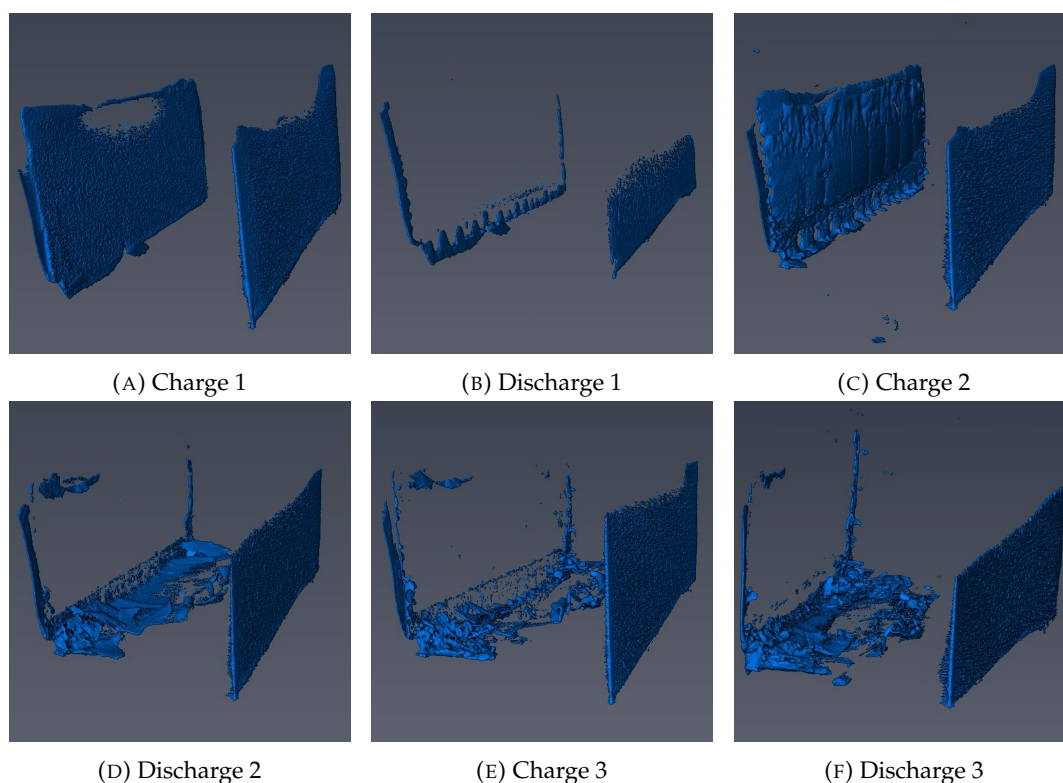 (A) Charge 1
(B) Discharge 1
(C) Charge 2
(D) Discharge 2
(E) Charge 3
(F) Discharge 3